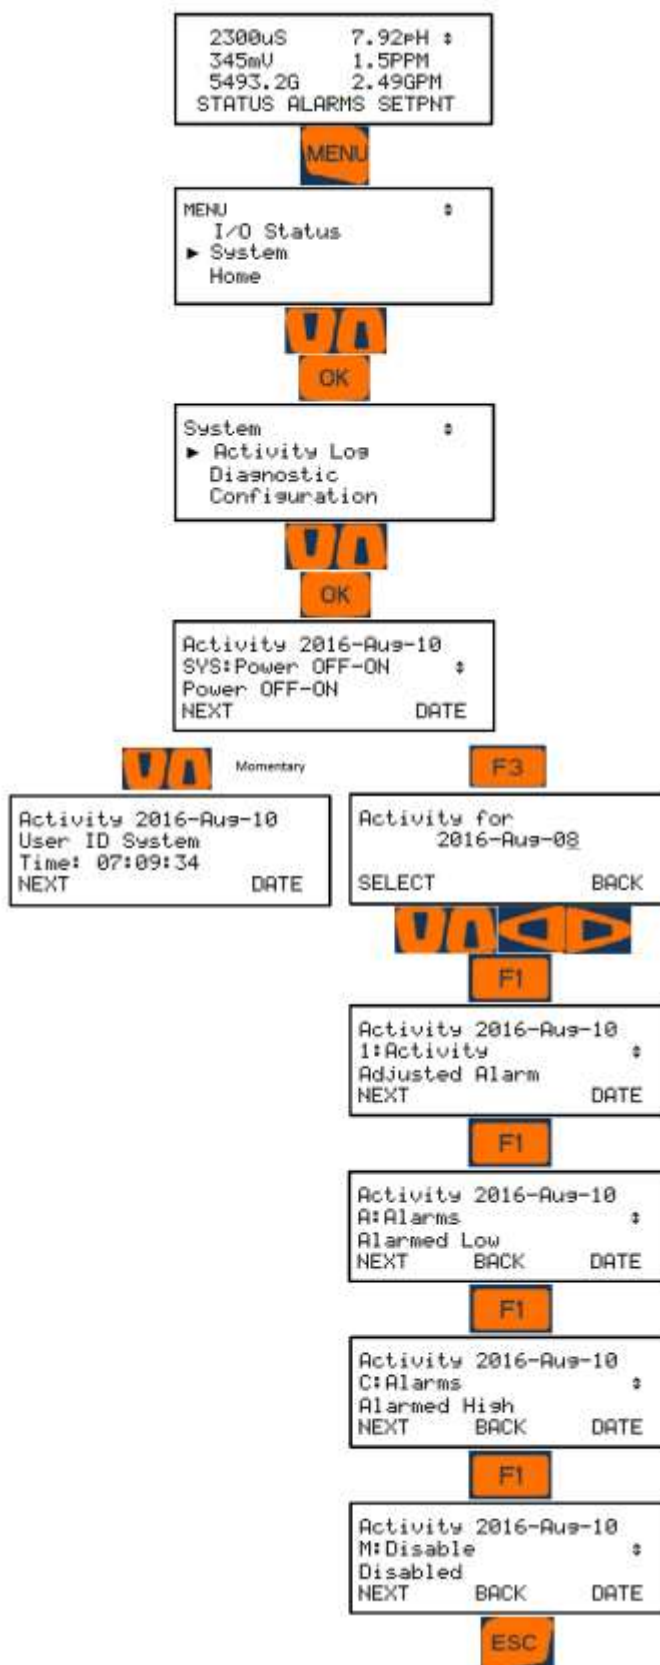 2300uS 7.92pH
345mV 1.5PPM
5493.2G 2.49GPM
STATUS ALARMS SETPNT
MENU
MENU
I/O Status
► System
Home
OK
System
► Activity Log
Diagnostic
Configuration
OK
Activity 2016-Aug-10
SYS:Power OFF-ON
Power OFF-ON
NEXT DATE
Momentary
Activity 2016-Aug-10
User ID System
Time: 07:09:34
NEXT DATE
F3
Activity for
2016-Aug-08
SELECT BACK
F1
Activity 2016-Aug-10
1:Activity
Adjusted Alarm
NEXT DATE
F1
Activity 2016-Aug-10
A:Alarms
Alarmed Low
NEXT BACK DATE
F1
Activity 2016-Aug-10
C:Alarms
Alarmed High
NEXT BACK DATE
F1
Activity 2016-Aug-10
M:Disable
Disabled
NEXT BACK DATE
ESC